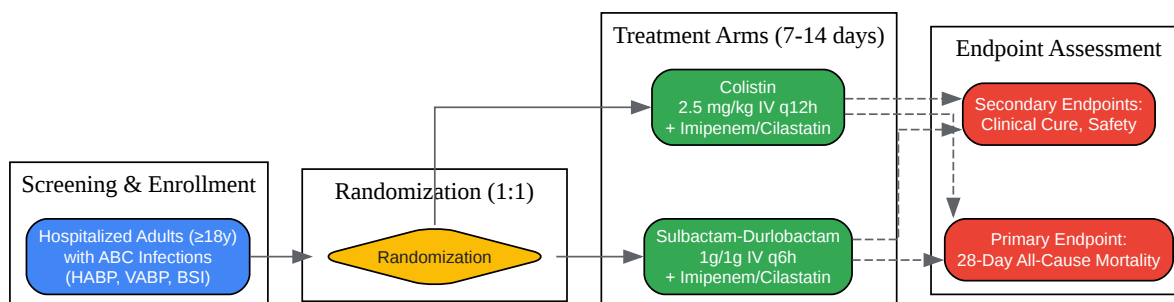 Screening & Enrollment
Hospitalized Adults (≥18y)
with ABC Infections
(HABP, VABP, BSI)
Randomization (1:1)
Randomization
Treatment Arms (7-14 days)
Colistin
2.5 mg/kg IV q12h
+ Imipenem/Cilastatin
Sulbactam-Durlobactam
1g/1g IV q6h
+ Imipenem/Cilastatin
Endpoint Assessment
Secondary Endpoints:
Clinical Cure, Safety
Primary Endpoint:
28-Day All-Cause Mortality